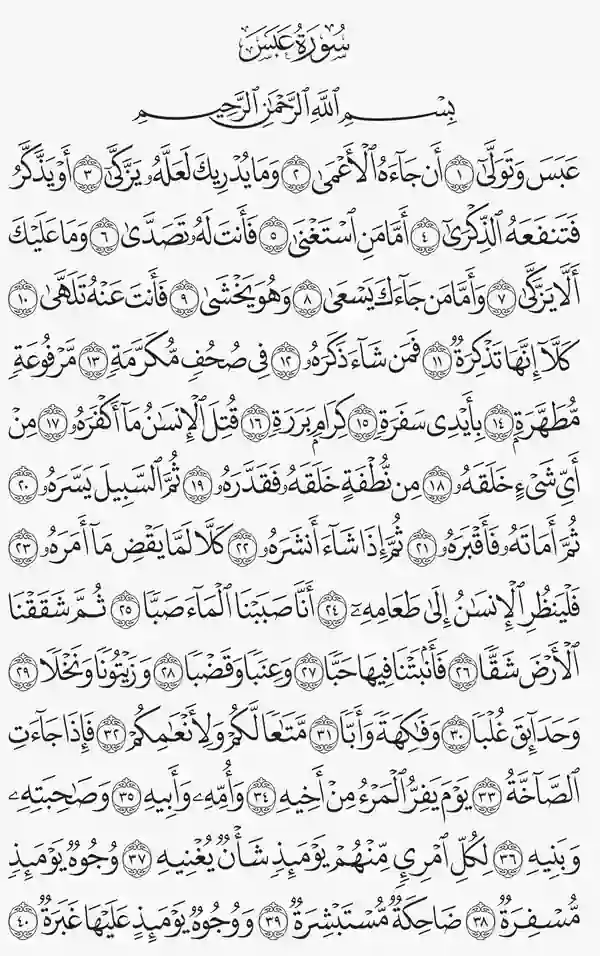 سُورَةُ عَبَسَ
بِسْمِ ٱللَّهِ ٱلرَّحْمَٰنِ ٱلرَّحِيمِ
عَبَسَ وَتَوَلَّىٰٓ ١ أَن جَآءَهُ ٱلْأَعْمَىٰ ٢ وَمَا يُدْرِيكَ لَعَلَّهُۥ يَزَّكَّىٰٓ ٣ أَوْ يَذَّكَّرُ
فَتَنفَعَهُ ٱلذِّكْرَىٰٓ ٤ أَمَّا مَنِ ٱسْتَغْنَىٰ ٥ فَأَنتَ لَهُۥ تَصَدَّىٰ ٦ وَمَا عَلَيْكَ
أَلَّا يَزَّكَّىٰ ٧ وَأَمَّا مَن جَآءَكَ يَسْعَىٰ ٨ وَهُوَ يَخْشَىٰ ٩ فَأَنتَ عَنْهُ تَلَهَّىٰ ١٠
كَلَّآ إِنَّهَا تَذْكِرَةٌ ١١ فَمَن شَآءَ ذَكَرَهُۥ ١٢ فِى صُحُفٍ مُّكَرَّمَةٍ ١٣ مَّرْفُوعَةٍ
مُّطَهَّرَةٍۭ ١٤ بِأَيْدِى سَفَرَةٍ ١٥ كِرَامٍۭ بَرَرَةٍ ١٦ قُتِلَ ٱلْإِنسَٰنُ مَآ أَكْفَرَهُۥ ١٧ مِنْ
أَىِّ شَىْءٍ خَلَقَهُۥ ١٨ مِن نُّطْفَةٍ خَلَقَهُۥ فَقَدَّرَهُۥ ١٩ ثُمَّ ٱلسَّبِيلَ يَسَّرَهُۥ ٢٠
ثُمَّ أَمَاتَهُۥ فَأَقْبَرَهُۥ ٢١ ثُمَّ إِذَا شَآءَ أَنشَرَهُۥ ٢٢ كَلَّا لَمَّا يَقْضِ مَآ أَمَرَهُۥ ٢٣
فَلْيَنظُرِ ٱلْإِنسَٰنُ إِلَىٰ طَعَامِهِۦٓ ٢٤ أَنَّا صَبَبْنَا ٱلْمَآءَ صَبًّا ٢٥ ثُمَّ شَقَقْنَا
ٱلْأَرْضَ شَقًّا ٢٦ فَأَنۢبَتْنَا فِيهَا حَبًّا ٢٧ وَعِنَبًا وَقَضْبًا ٢٨ وَزَيْتُونًا وَنَخْلًا ٢٩
وَحَدَآئِقَ غُلْبًا ٣٠ وَفَٰكِهَةً وَأَبًّا ٣١ مَّتَٰعًا لَّكُمْ وَلِأَنْعَٰمِكُمْ ٣٢ فَإِذَا جَآءَتِ
ٱلصَّآخَّةُ ٣٣ يَوْمَ يَفِرُّ ٱلْمَرْءُ مِنْ أَخِيهِ ٣٤ وَأُمِّهِۦ وَأَبِيهِ ٣٥ وَصَٰحِبَتِهِۦ
وَبَنِيهِ ٣٦ لِكُلِّ ٱمْرِئٍ مِّنْهُمْ يَوْمَئِذٍ شَأْنٌ يُغْنِيهِ ٣٧ وُجُوهٌ يَوْمَئِذٍ
مُّسْفِرَةٌ ٣٨ ضَاحِكَةٌ مُّسْتَبْشِرَةٌ ٣٩ وَوُجُوهٌ يَوْمَئِذٍ عَلَيْهَا غَبَرَةٌ ٤٠